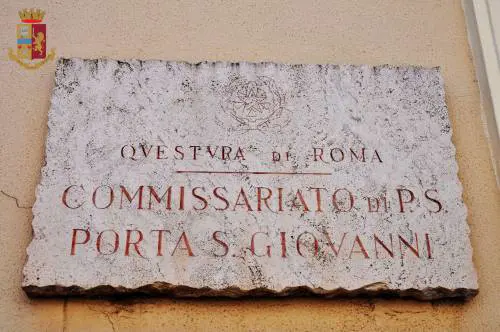 QVESTVRA DI ROMA
COMMISSARIATO DI P.S.
PORTA S. GIOVANNI